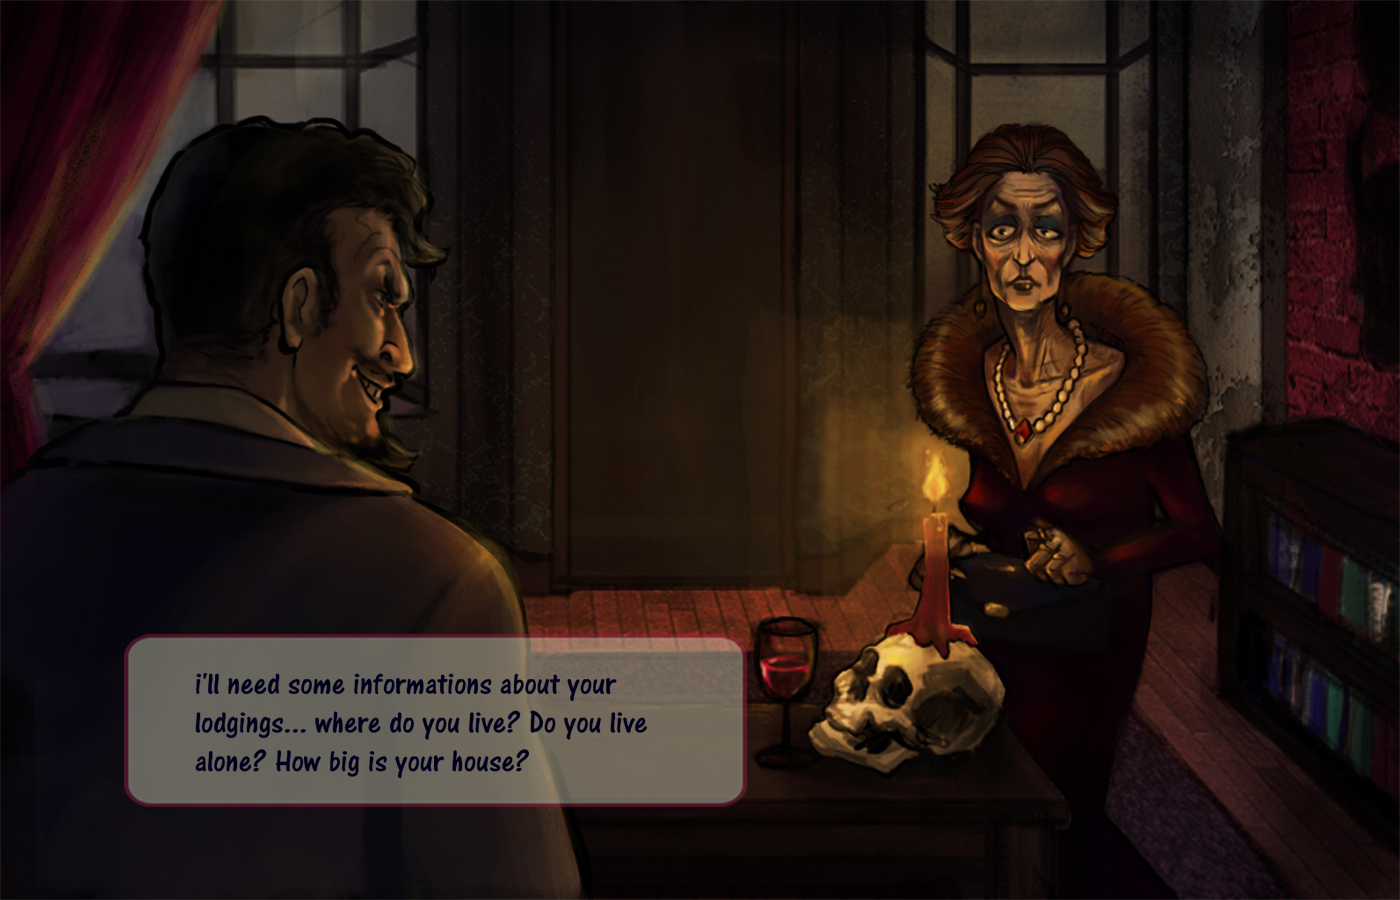 i'll need some informations about your
lodgings... where do you live? Do you live
alone? How big is your house?